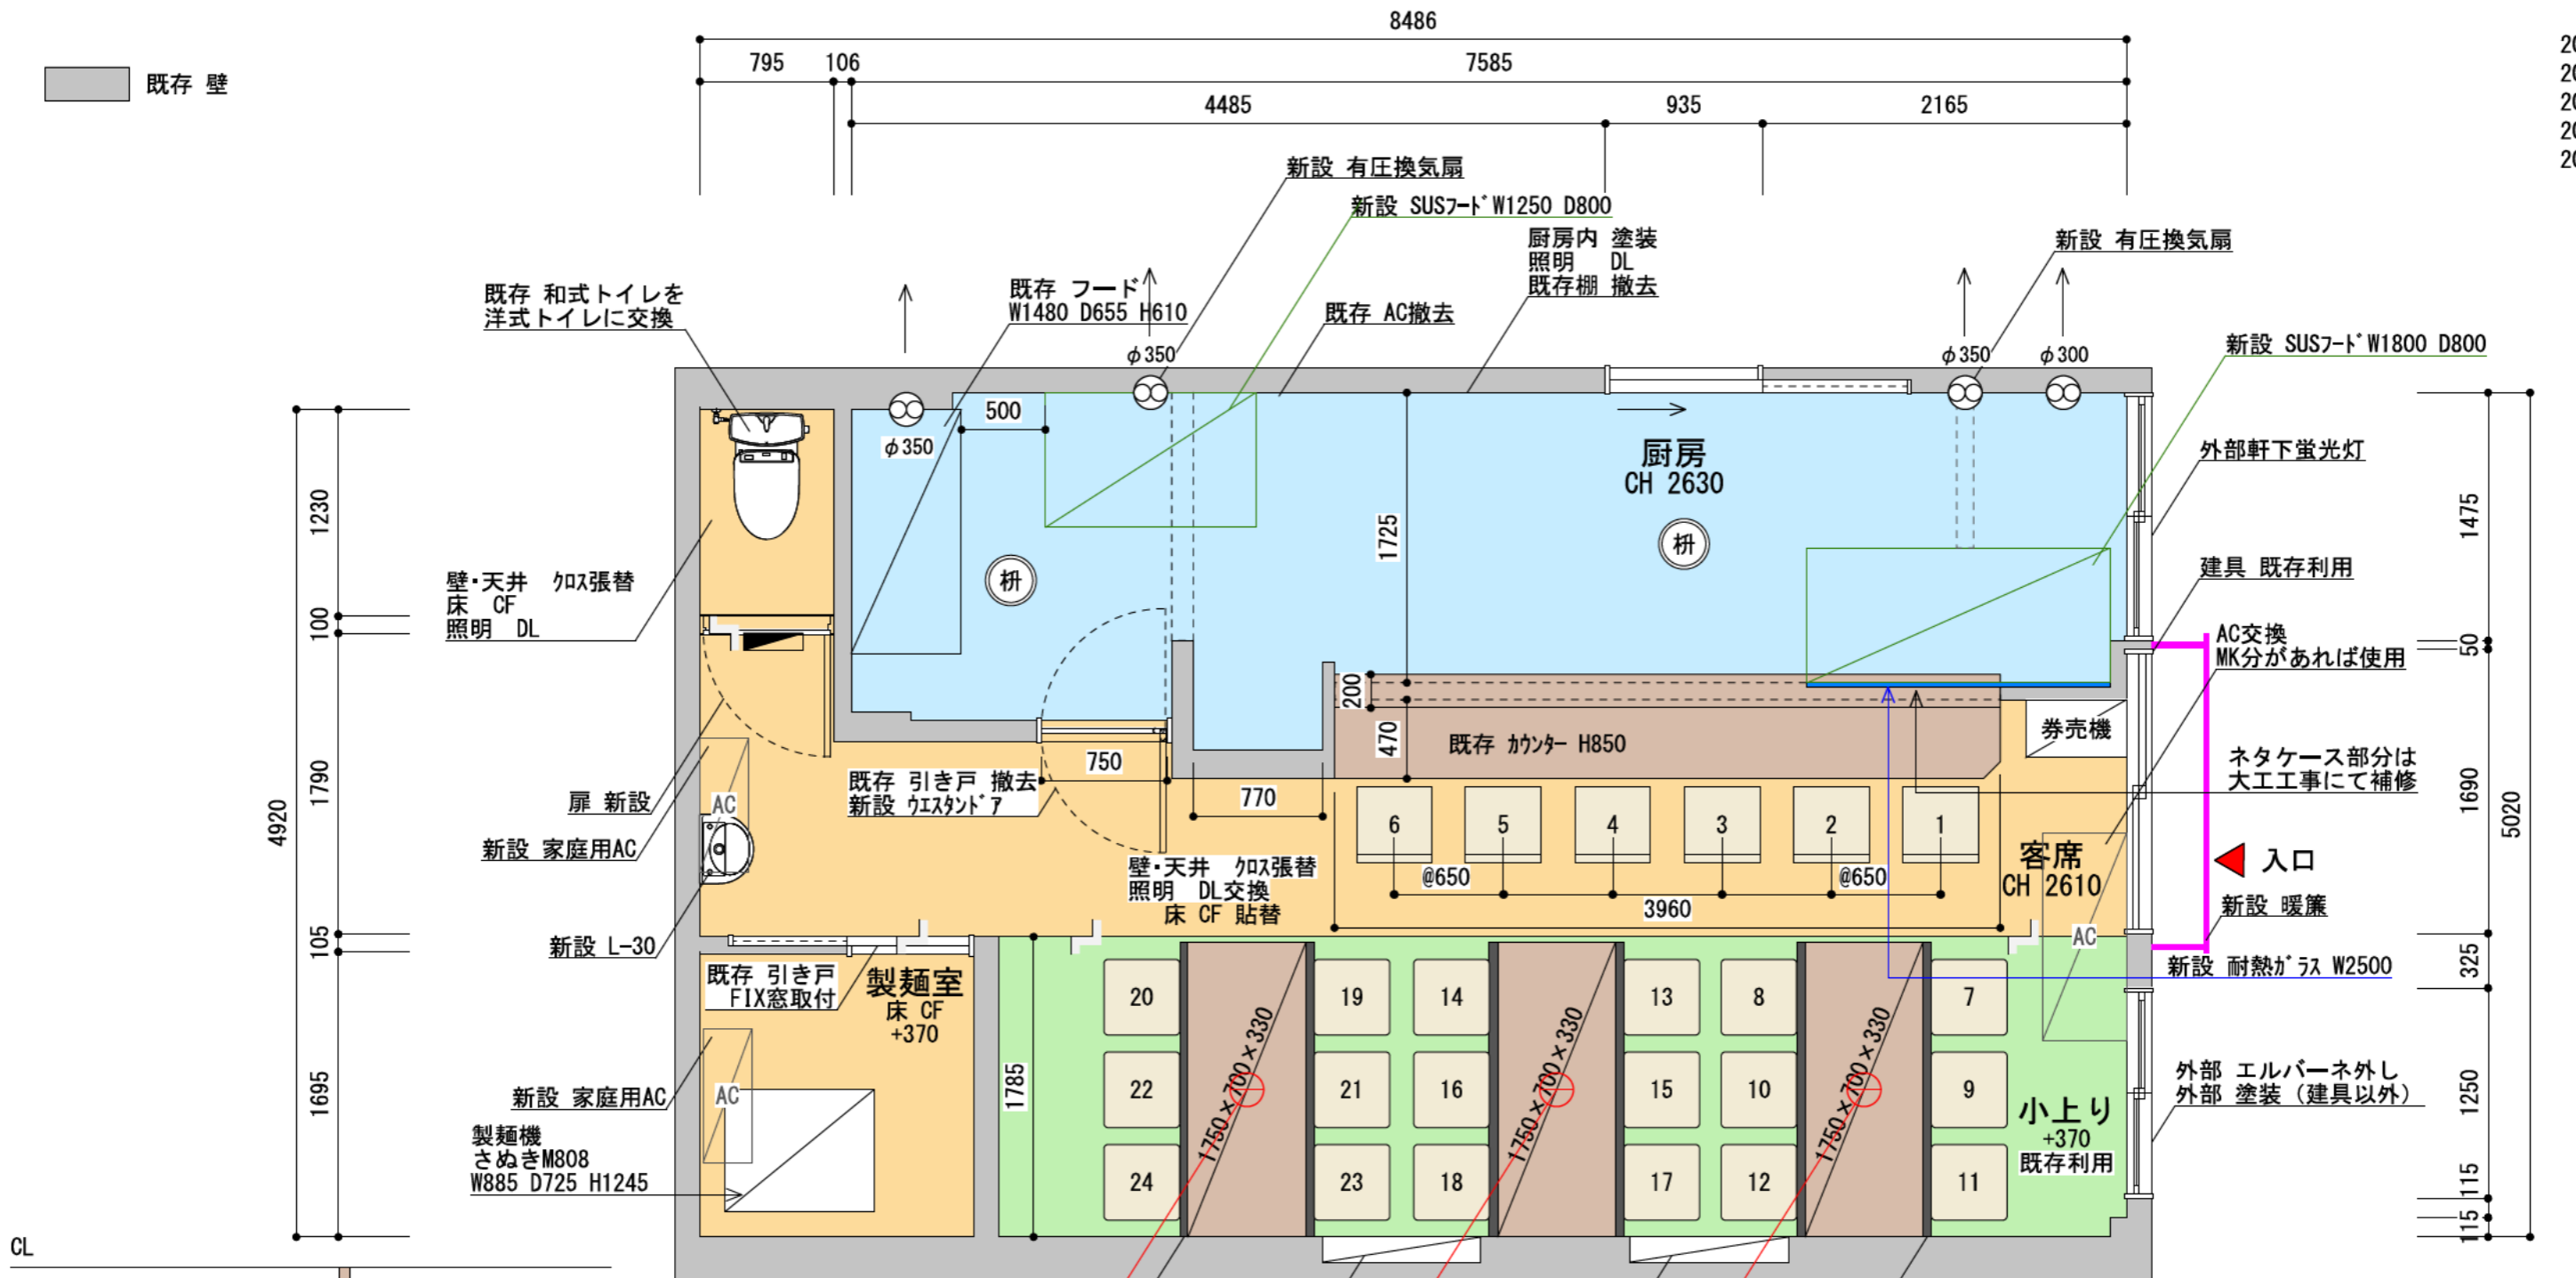 8486
795
106
7585
4485
935
2165
既存 壁
新設 有圧換気扇
新設 SUSフード W1250 D800
厨房内 塗装
照明 DL
既存棚 撤去
新設 有圧換気扇
既存 和式トイレを
洋式トイレに交換
既存 フード
W1480 D655 H610
既存 AC撤去
新設 SUSフード W1800 D800
φ350
φ350
φ300
φ350
500
厨房
CH 2630
外部軒下蛍光灯
1230
1725
1475
枡
枡
建具 既存利用
壁・天井 クロス張替
床 CF
照明 DL
100
50
AC交換
MK分があれば使用
200
470
既存 カウンター H850
券売機
ネタケース部分は
大工工事にて補修
4920
1790
750
既存 引き戸 撤去
新設 ウエスタンドア
770
1690
5020
扉 新設
AC
6
5
4
3
2
1
新設 家庭用AC
壁・天井 クロス張替
照明 DL交換
床 CF 貼替
@650
@650
客席
CH 2610
入口
3960
新設 暖簾
105
新設 L-30
AC
325
新設 耐熱ガラス W2500
既存 引き戸
FIX窓取付
製麺室
床 CF
+370
20
19
14
13
8
7
1750×700×330
1750×700×330
1750×700×330
22
21
16
15
10
9
24
23
18
17
12
11
1695
1785
新設 家庭用AC
AC
小上り
+370
既存利用
外部 エルバーネ外し
外部 塗装（建具以外）
1250
製麺機
さぬきM808
W885 D725 H1245
115
115
CL